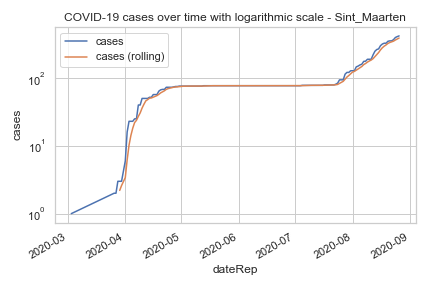 COVID-19 cases over time with logarithmic scale - Sint_Maarten
cases
cases (rolling)
10²
10¹
10⁰
cases
2020-03
2020-04
2020-05
2020-06
2020-07
2020-08
2020-09
dateRep